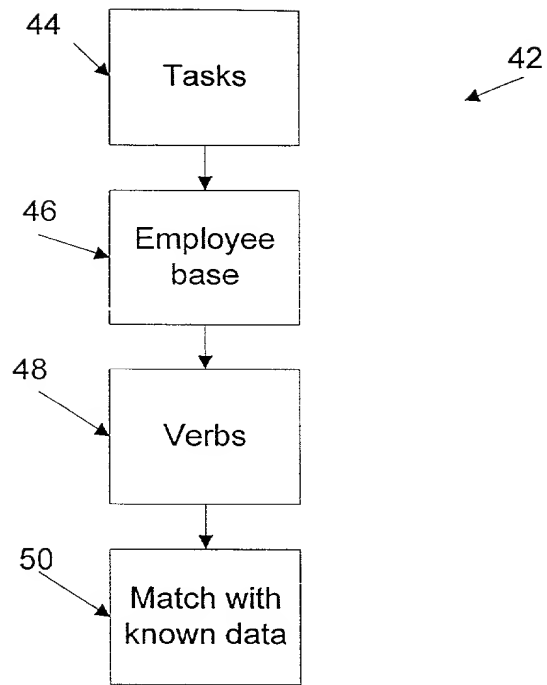 44
Tasks
42
46
Employee
base
48
Verbs
50
Match with
known data